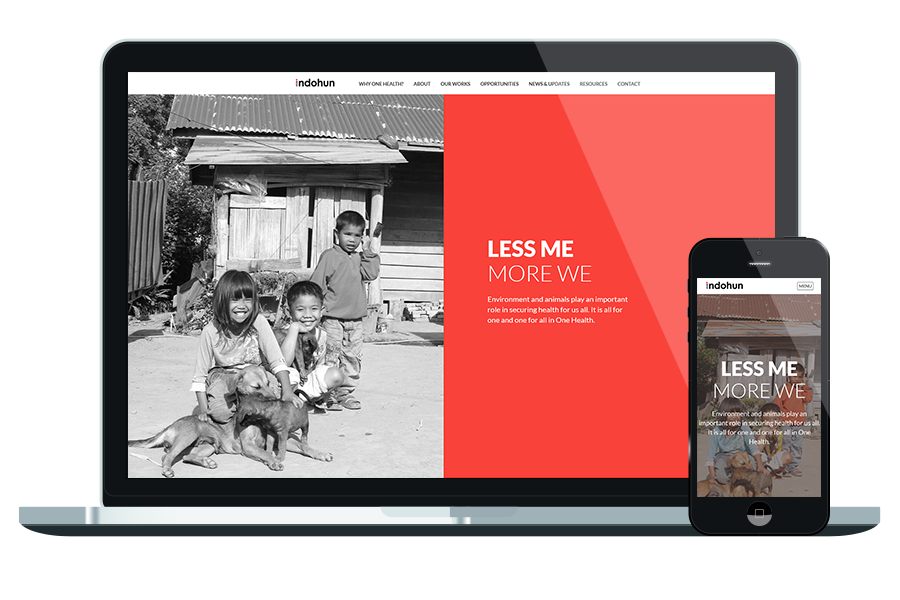 indohun WHY ONE HEALTH? ABOUT OUR WORKS OPPORTUNITIES NEWS & UPDATES RESOURCES CONTACT
LESS ME
MORE WE
Environment and animals play an important
role in securing health for us all. It is all for
one and one for all in One Health.
indohun MENU
LESS ME
MORE WE
Environment and animals play an
important role in securing health for us all.
It is all for one and one for all in One
Health.